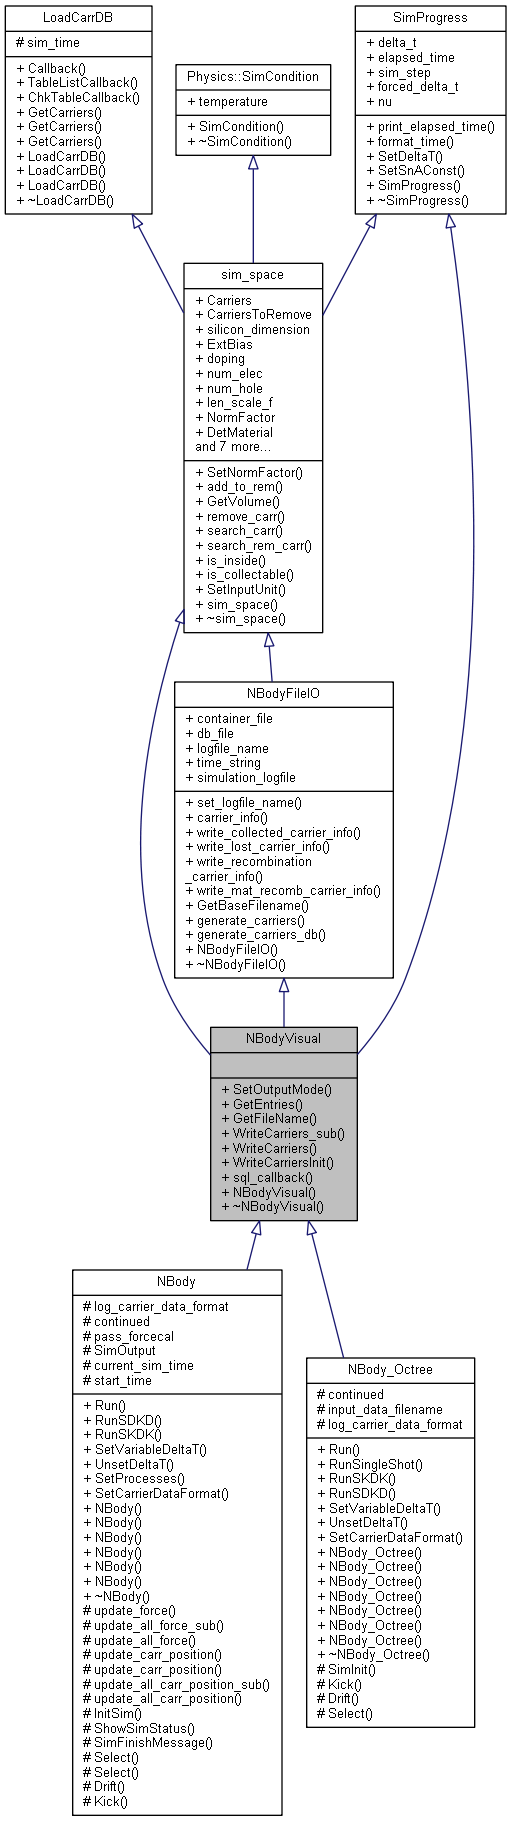 LoadCarrDB
# sim_time
+ Callback()
+ TableListCallback()
+ ChkTableCallback()
+ GetCarriers()
+ GetCarriers()
+ GetCarriers()
+ LoadCarrDB()
+ LoadCarrDB()
+ LoadCarrDB()
+ ~LoadCarrDB()
Physics::SimCondition
+ temperature
+ SimCondition()
+ ~SimCondition()
SimProgress
+ delta_t
+ elapsed_time
+ sim_step
+ forced_delta_t
+ nu
+ print_elapsed_time()
+ format_time()
+ SetDeltaT()
+ SetSnAConst()
+ SimProgress()
+ ~SimProgress()
sim_space
+ Carriers
+ CarriersToRemove
+ silicon_dimension
+ ExtBias
+ doping
+ num_elec
+ num_hole
+ len_scale_f
+ NormFactor
+ DetMaterial
and 7 more...
+ SetNormFactor()
+ add_to_rem()
+ GetVolume()
+ remove_carr()
+ search_carr()
+ search_rem_carr()
+ is_inside()
+ is_collectable()
+ SetInputUnit()
+ sim_space()
+ ~sim_space()
NBodyFileIO
+ container_file
+ db_file
+ logfile_name
+ time_string
+ simulation_logfile
+ set_logfile_name()
+ carrier_info()
+ write_collected_carrier_info()
+ write_lost_carrier_info()
+ write_recombination
_carrier_info()
+ write_mat_recomb_carrier_info()
+ GetBaseFilename()
+ generate_carriers()
+ generate_carriers_db()
+ NBodyFileIO()
+ ~NBodyFileIO()
NBodyVisual
+ SetOutputMode()
+ GetEntries()
+ GetFileName()
+ WriteCarriers_sub()
+ WriteCarriers()
+ WriteCarriersInit()
+ sql_callback()
+ NBodyVisual()
+ ~NBodyVisual()
NBody
# log_carrier_data_format
# continued
# pass_forcecal
# SimOutput
# current_sim_time
# start_time
+ Run()
+ RunSDKD()
+ RunSKDK()
+ SetVariableDeltaT()
+ UnsetDeltaT()
+ SetProcesses()
+ SetCarrierDataFormat()
+ NBody()
+ NBody()
+ NBody()
+ NBody()
+ NBody()
+ NBody()
+ ~NBody()
# update_force()
# update_all_force_sub()
# update_all_force()
# update_carr_position()
# update_carr_position()
# update_all_carr_position_sub()
# update_all_carr_position()
# InitSim()
# ShowSimStatus()
# SimFinishMessage()
# Select()
# Select()
# Drift()
# Kick()
NBody_Octree
# continued
# input_data_filename
# log_carrier_data_format
+ Run()
+ RunSingleShot()
+ RunSKDK()
+ RunSDKD()
+ SetVariableDeltaT()
+ UnsetDeltaT()
+ SetCarrierDataFormat()
+ NBody_Octree()
+ NBody_Octree()
+ NBody_Octree()
+ NBody_Octree()
+ NBody_Octree()
+ NBody_Octree()
+ NBody_Octree()
+ ~NBody_Octree()
# SimInit()
# Kick()
# Drift()
# Select()